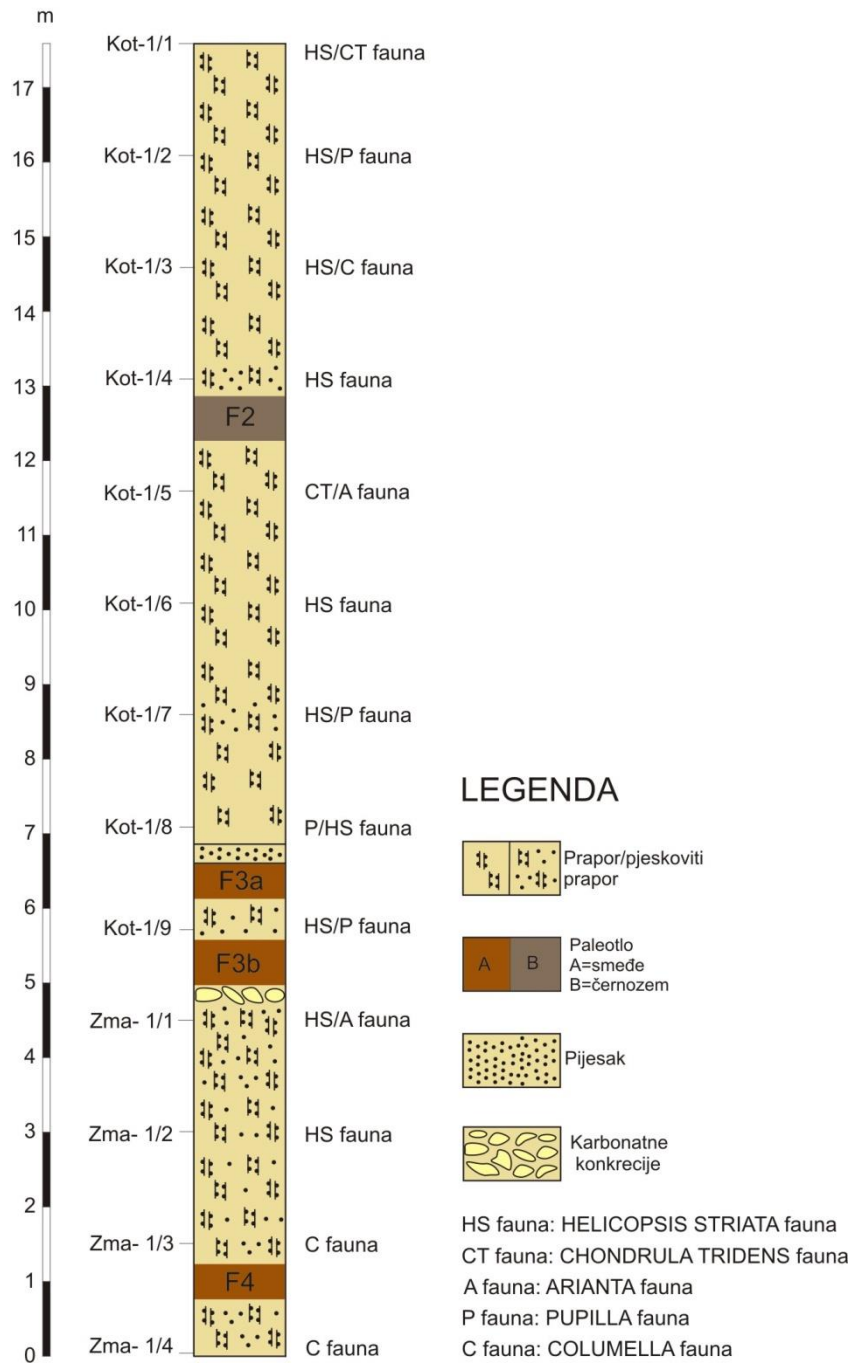 m
Kot-1/1 HS/CT fauna
17
Kot-1/2 HS/P fauna
16
15
Kot-1/3 HS/C fauna
14
Kot-1/4 HS fauna
13
F2
12
Kot-1/5 CT/A fauna
11
Kot-1/6 HS fauna
10
9
Kot-1/7 HS/P fauna
8
Kot-1/8 P/HS fauna
7
F3a
6
Kot-1/9 HS/P fauna
F3b
5
Zma- 1/1 HS/A fauna
4
Zma- 1/2 HS fauna
3
2
Zma- 1/3 C fauna
F4
1
Zma- 1/4 C fauna
0
LEGENDA
Prapor/pjeskoviti
prapor
A B
Paleotlo
A=smeđe
B=černozem
Pijesak
Karbonatne
konkrecije
HS fauna: HELICOPSIS STRIATA fauna
CT fauna: CHONDRULA TRIDENS fauna
A fauna: ARIANTA fauna
P fauna: PUPILLA fauna
C fauna: COLUMELLA fauna